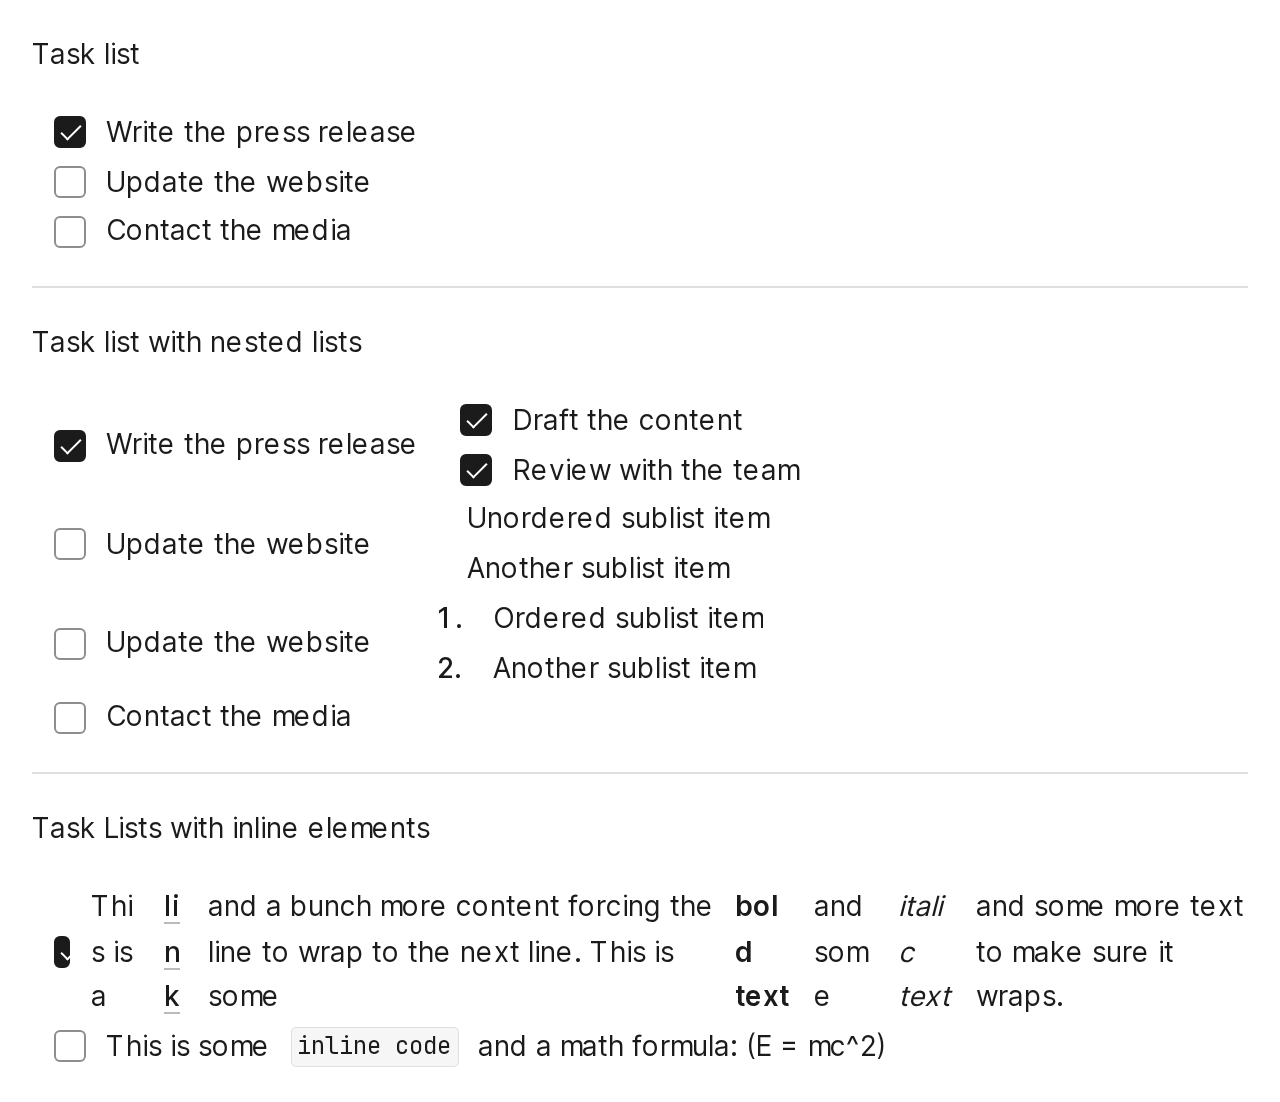 Task list
Write the press release
Update the website
Contact the media
Task list with nested lists
Write the press release
Draft the content
Review with the team
Update the website
Unordered sublist item
Another sublist item
Update the website
1. Ordered sublist item
2. Another sublist item
Contact the media
Task Lists with inline elements
This is a
link
and a bunch more content forcing the
line to wrap to the next line. This is
some
bold
text
and
some
italic
text
and some more text
to make sure it
wraps.
This is some inline code and a math formula: (E = mc^2)